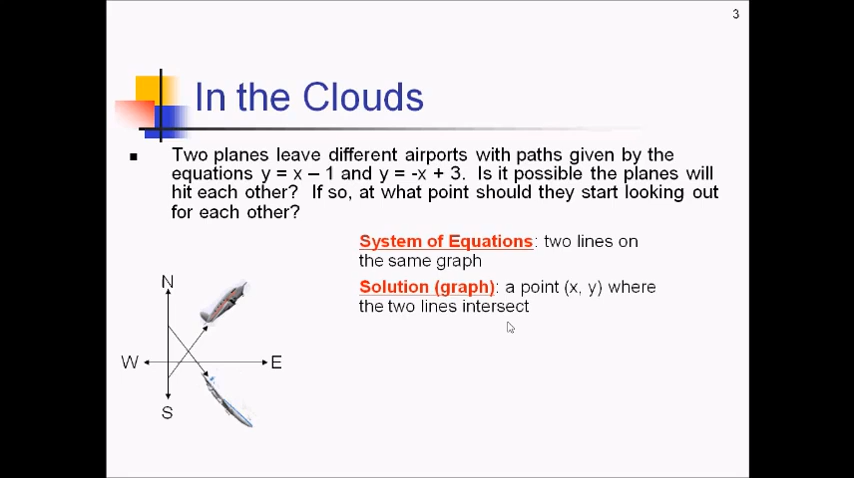 3
In the Clouds
Two planes leave different airports with paths given by the
equations y = x – 1 and y = -x + 3. Is it possible the planes will
hit each other? If so, at what point should they start looking out
for each other?
System of Equations: two lines on
the same graph
Solution (graph): a point (x, y) where
the two lines intersect
N
W
E
S